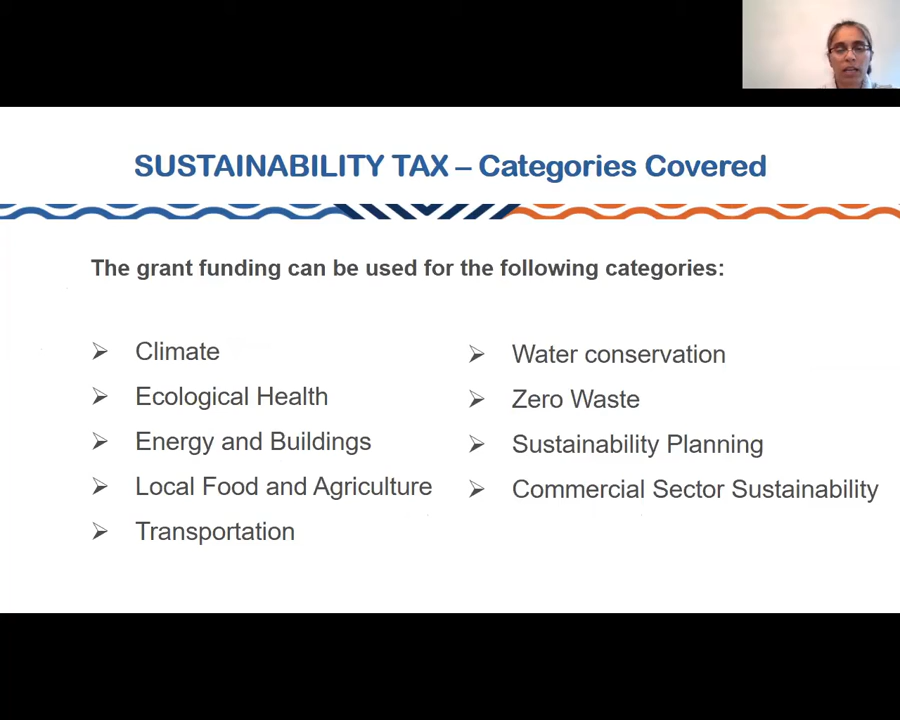 SUSTAINABILITY TAX – Categories Covered
The grant funding can be used for the following categories:
Climate
Ecological Health
Energy and Buildings
Local Food and Agriculture
Transportation
Water conservation
Zero Waste
Sustainability Planning
Commercial Sector Sustainability